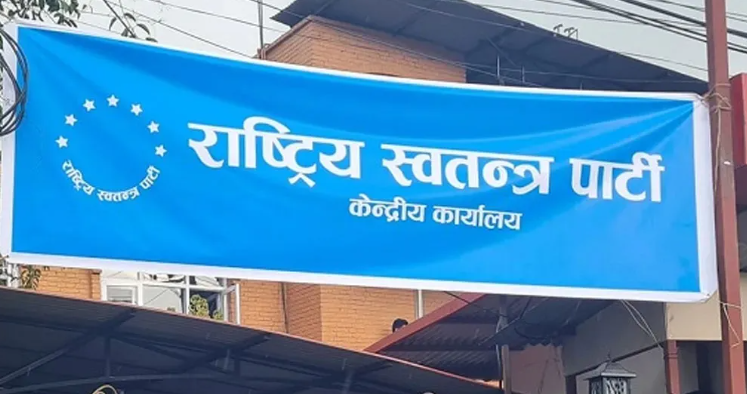 राष्ट्रिय स्वतन्त्र पार्टी
राष्ट्रिय स्वतन्त्र पार्टी
केन्द्रीय कार्यालय